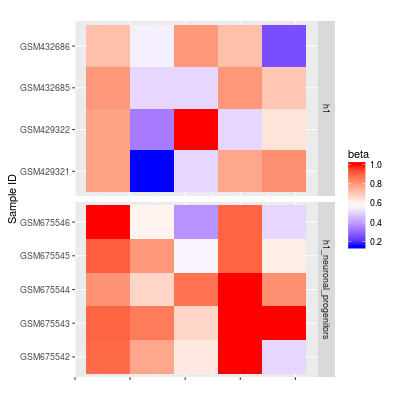 GSM432686
GSM432685
GSM429322
GSM429321
h1
GSM675546
GSM675545
GSM675544
GSM675543
GSM675542
h1_neuronal_progenitors
Sample ID
beta
1.0
0.8
0.6
0.4
0.2